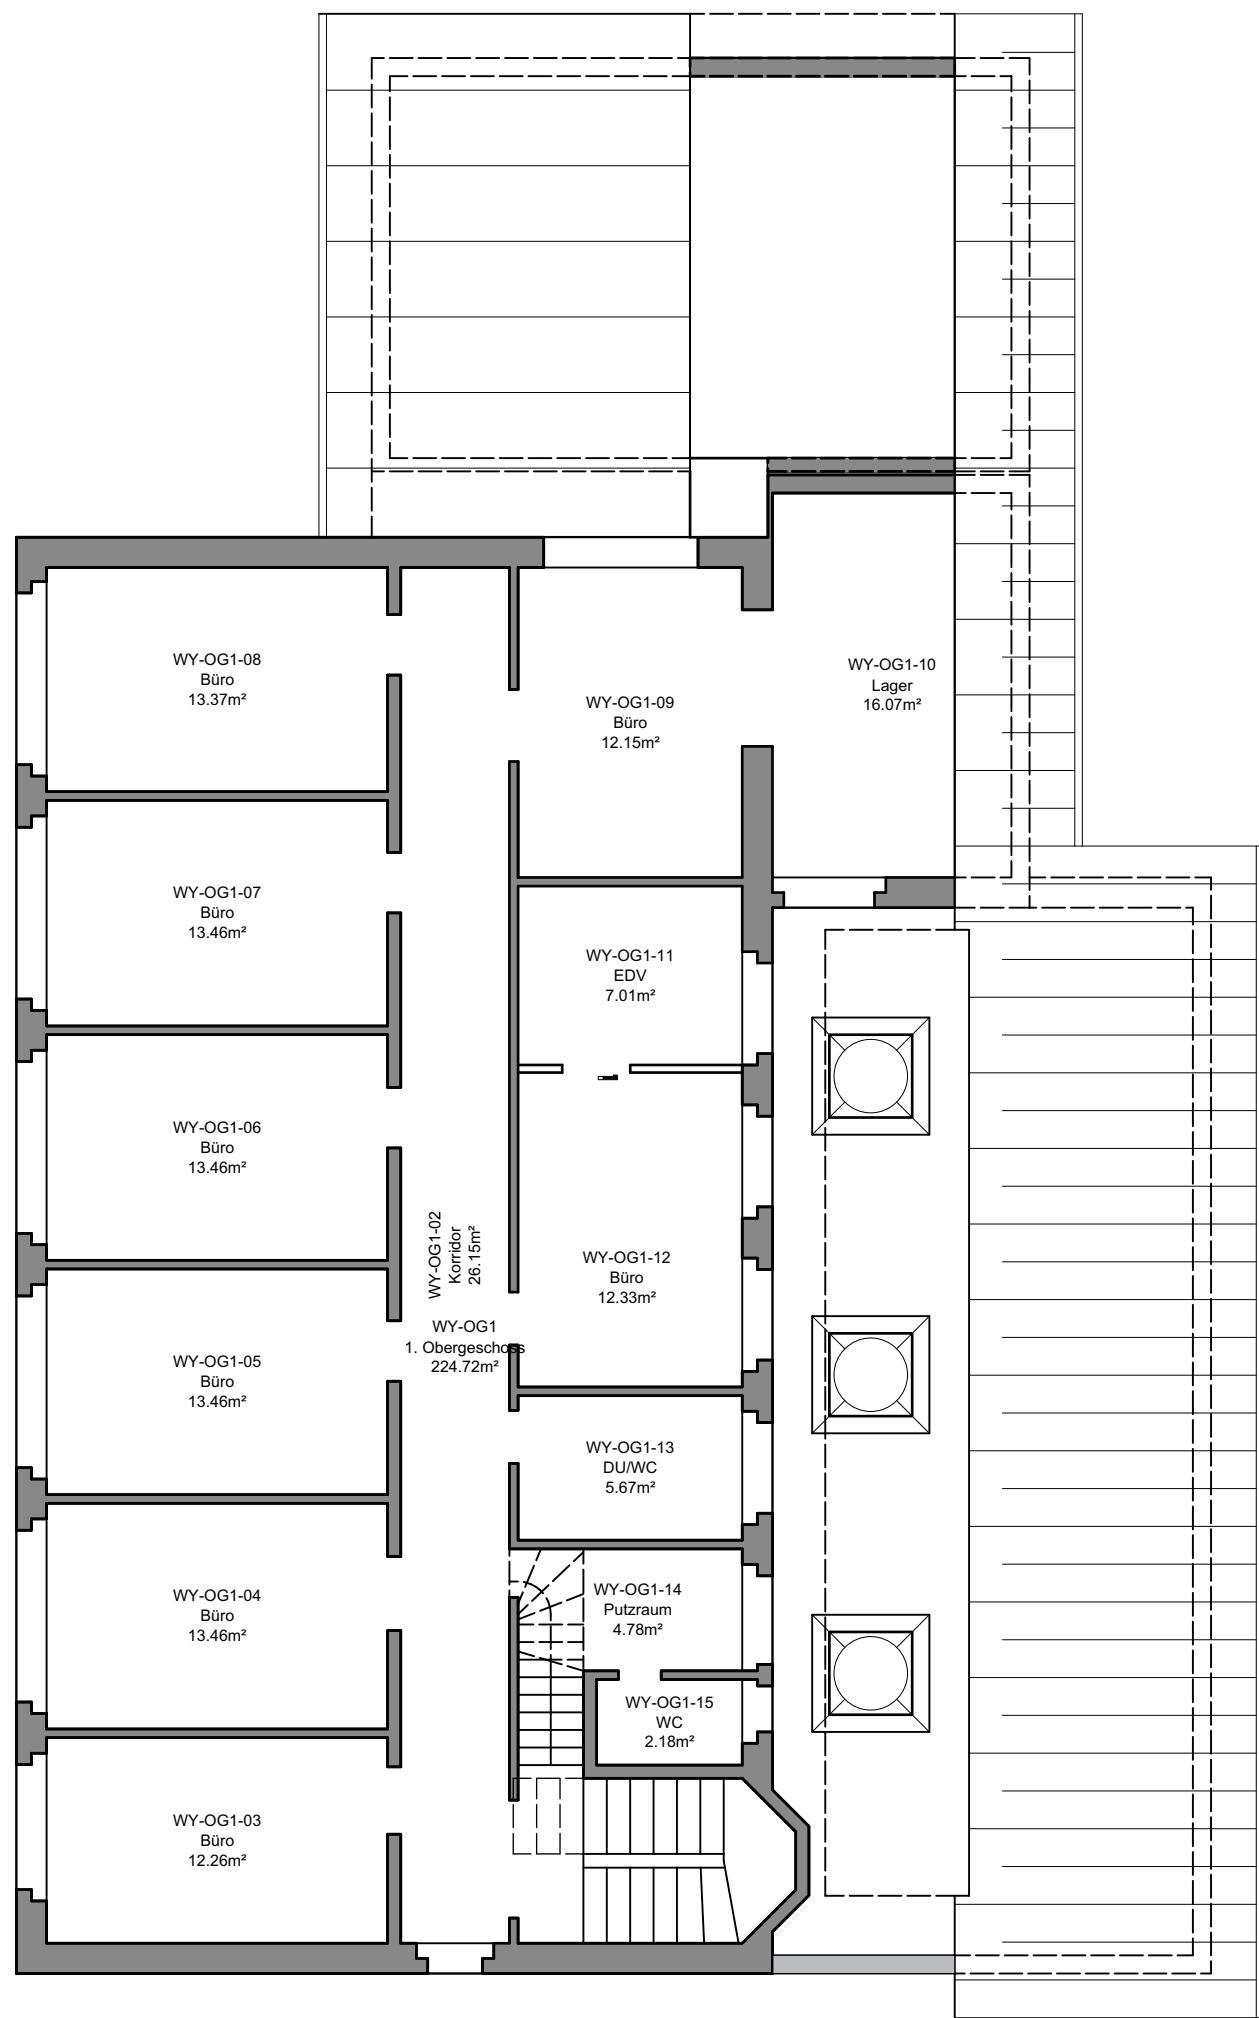 WY-OG1-08
Büro
13.37m²
WY-OG1-10
Lager
16.07m²
WY-OG1-09
Büro
12.15m²
WY-OG1-07
Büro
13.46m²
WY-OG1-11
EDV
7.01m²
WY-OG1-06
Büro
13.46m²
WY-OG1-02
Korridor
26.15m²
WY-OG1-12
Büro
12.33m²
WY-OG1
1. Obergeschoss
224.72m²
WY-OG1-05
Büro
13.46m²
WY-OG1-13
DU/WC
5.67m²
WY-OG1-04
Büro
13.46m²
WY-OG1-14
Putzraum
4.78m²
WY-OG1-15
WC
2.18m²
WY-OG1-03
Büro
12.26m²